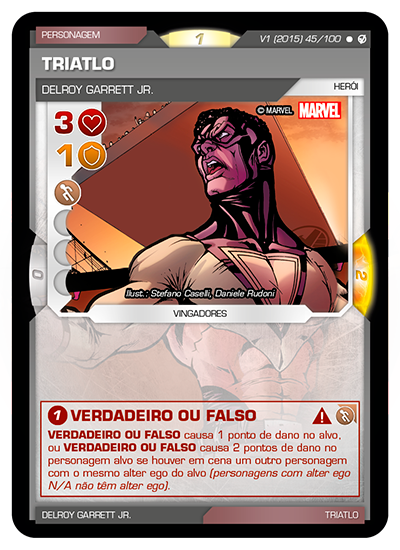 PERSONAGEM
1
V1 (2015) 45/100
TRIATLO
DELROY GARRETT JR.
HERÓI
© MARVEL MARVEL
3
1
0
2
Ilust.: Stefano Caselli, Daniele Rudoni
VINGADORES
1 VERDADEIRO OU FALSO
VERDADEIRO OU FALSO causa 1 ponto de dano no alvo,
ou VERDADEIRO OU FALSO causa 2 pontos de dano no
personagem alvo se houver em cena um outro personagem
com o mesmo alter ego do alvo (personagens com alter ego
N/A não têm alter ego).
DELROY GARRETT JR.
TRIATLO